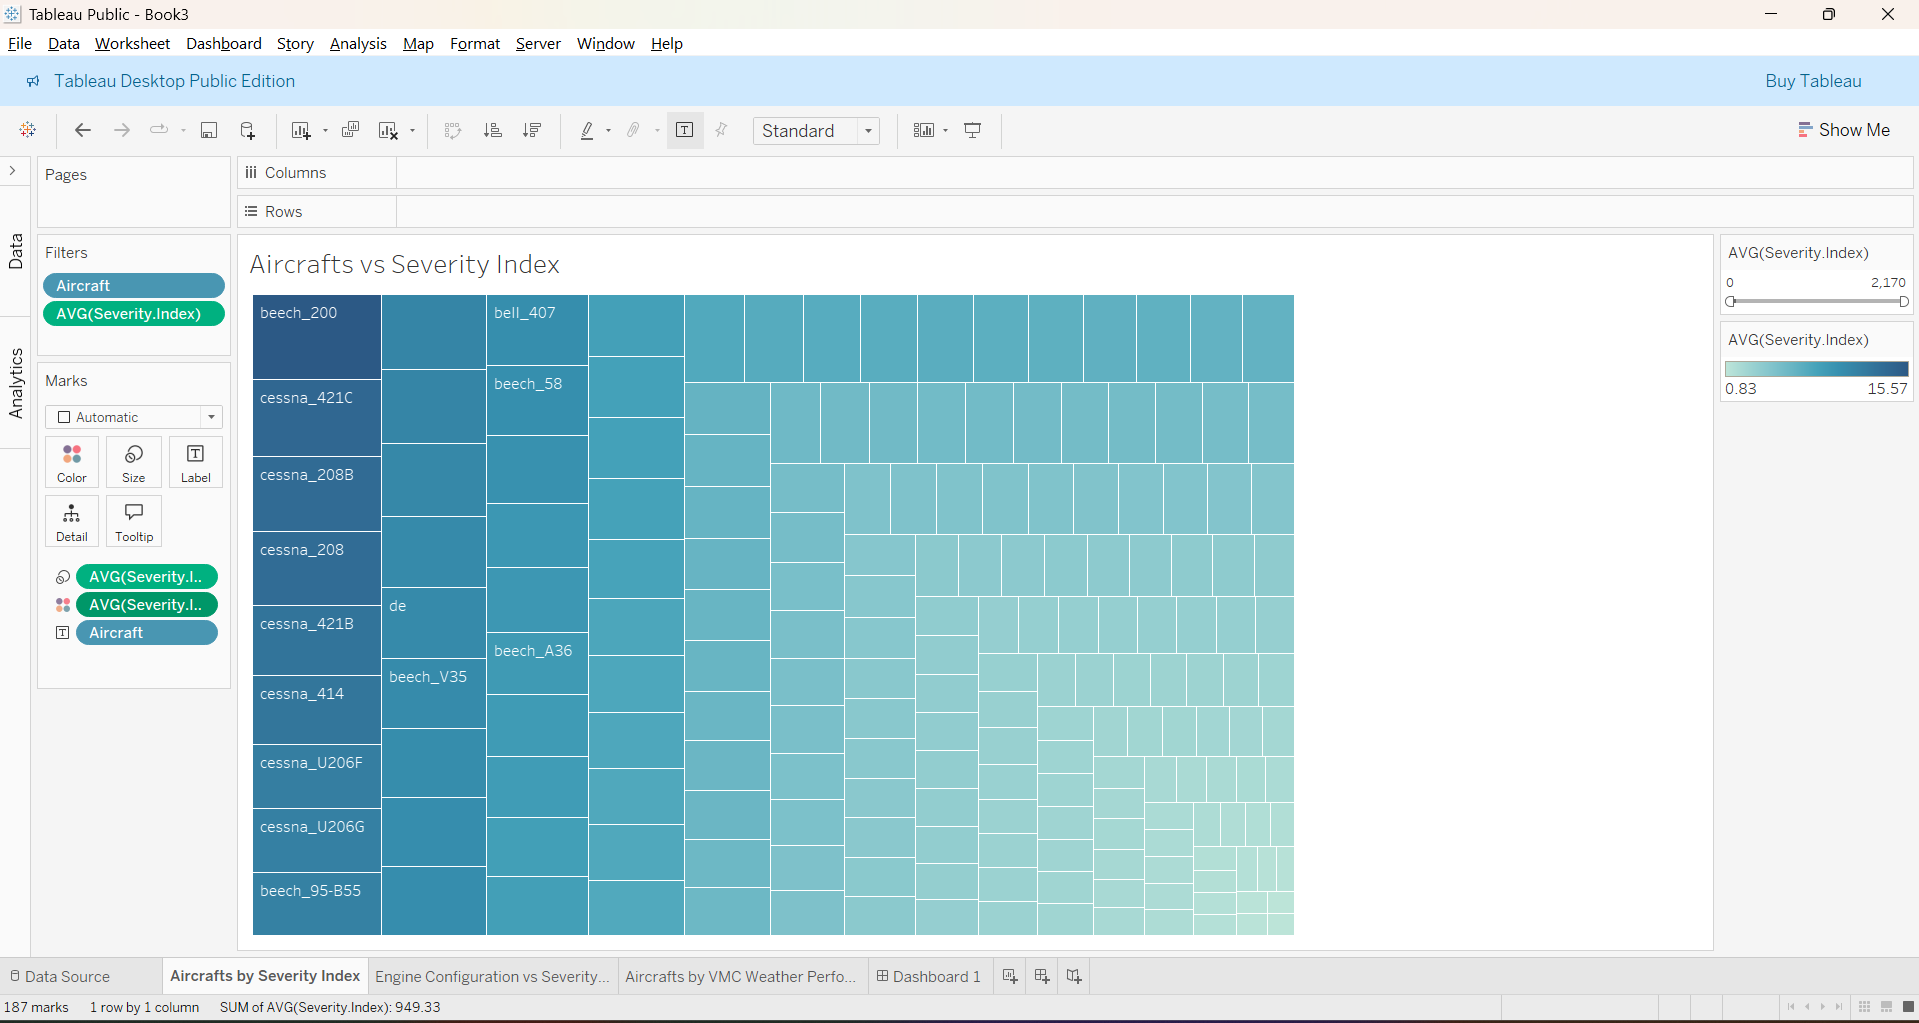 Tableau Public - Book3
File Data Worksheet Dashboard Story Analysis Map Format Server Window Help
Tableau Desktop Public Edition
Buy Tableau
Standard
Show Me
Pages
Columns
Rows
Data
Analytics
Filters
Aircraft
AVG(Severity.Index)
Marks
Automatic
Color
Size
Label
Detail
Tooltip
AVG(Severity.I..
AVG(Severity.I..
Aircraft
Aircrafts vs Severity Index
beech_200
cessna_421C
cessna_208B
cessna_208
cessna_421B
cessna_414
cessna_U206F
cessna_U206G
beech_95-B55
de
beech_V35
bell_407
beech_58
beech_A36
AVG(Severity.Index)
0 2,170
AVG(Severity.Index)
0.83 15.57
Data Source
Aircrafts by Severity Index
Engine Configuration vs Severity...
Aircrafts by VMC Weather Perfo...
Dashboard 1
187 marks 1 row by 1 column SUM of AVG(Severity.Index): 949.33